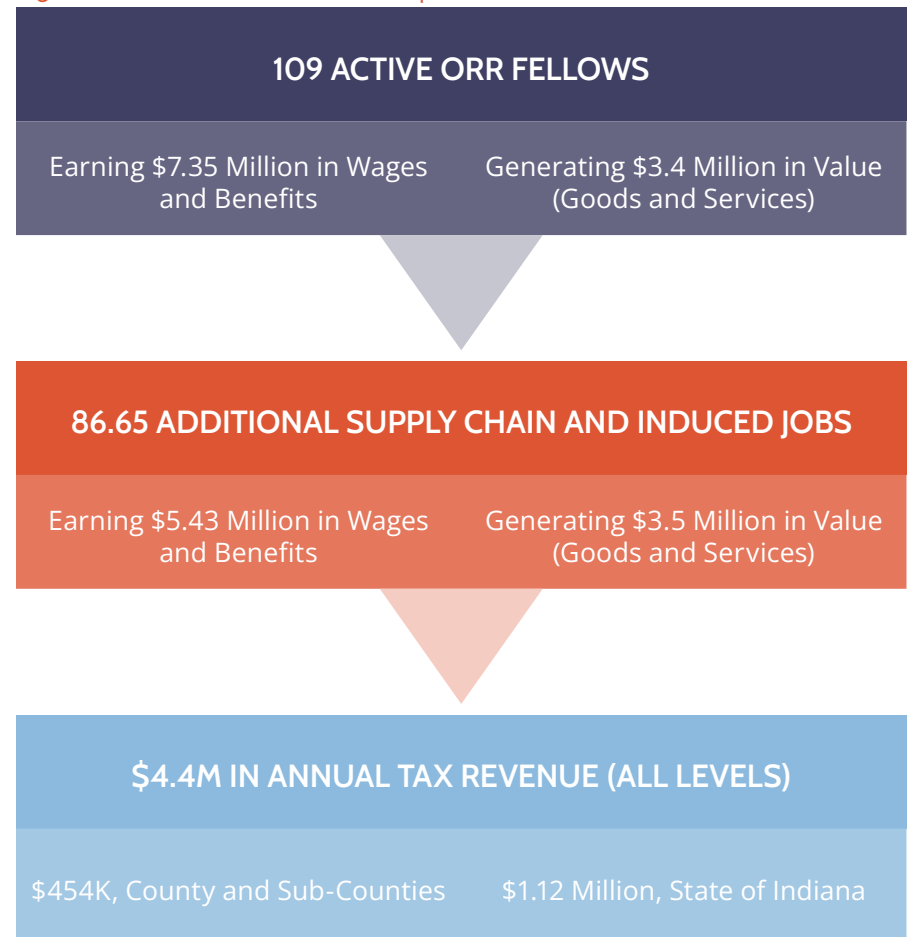 109 ACTIVE ORR FELLOWS
Earning $7.35 Million in Wages
and Benefits
Generating $3.4 Million in Value
(Goods and Services)
86.65 ADDITIONAL SUPPLY CHAIN AND INDUCED JOBS
Earning $5.43 Million in Wages
and Benefits
Generating $3.5 Million in Value
(Goods and Services)
$4.4M IN ANNUAL TAX REVENUE (ALL LEVELS)
$454K, County and Sub-Counties
$1.12 Million, State of Indiana